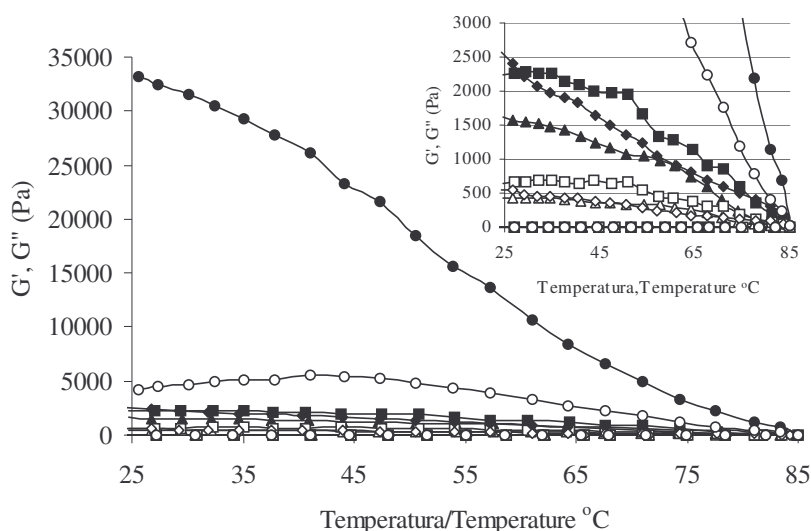 35000
30000
25000
20000
15000
10000
5000
0
G', G" (Pa)
25 35 45 55 65 75 85
Temperatura/Temperature °C
3000
2500
2000
1500
1000
500
0
G', G" (Pa)
25 45 65 85
Temperatura,Temperature °C